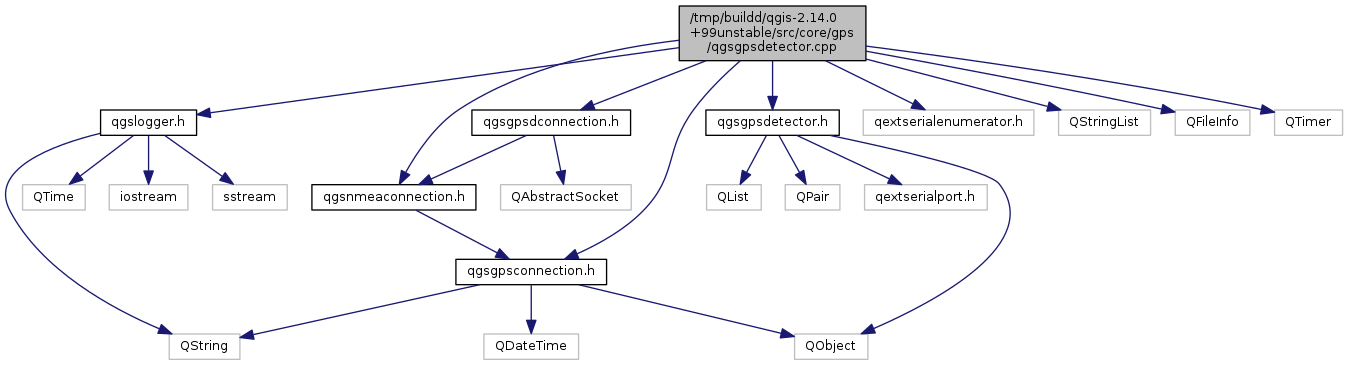 /tmp/buildd/qgis-2.14.0
+99unstable/src/core/gps
/qgsgpsdetector.cpp
qgslogger.h
qgsgpsdconnection.h
qgsgpsdetector.h
qextserialenumerator.h
QStringList
QFileInfo
QTimer
QTime
iostream
sstream
qgsnmeaconnection.h
QAbstractSocket
QList
QPair
qextserialport.h
qgsgpsconnection.h
QString
QDateTime
QObject